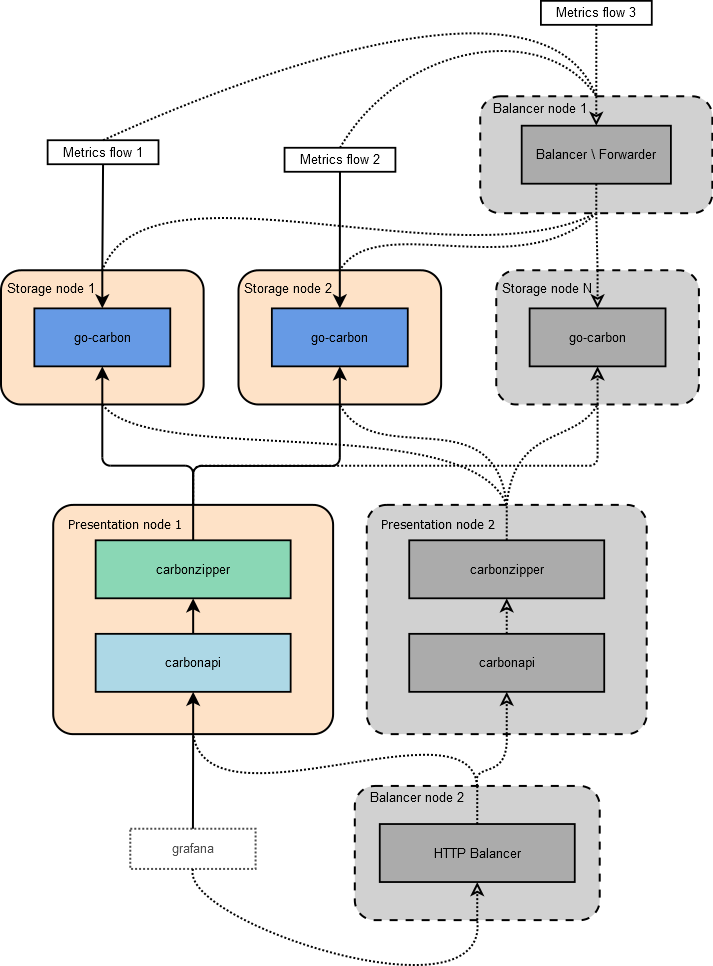 Metrics flow 3
Balancer node 1
Balancer \ Forwarder
Metrics flow 1
Metrics flow 2
Storage node 1
Storage node 2
Storage node N
go-carbon
go-carbon
go-carbon
Presentation node 1
Presentation node 2
carbonzipper
carbonzipper
carbonapi
carbonapi
Balancer node 2
grafana
HTTP Balancer